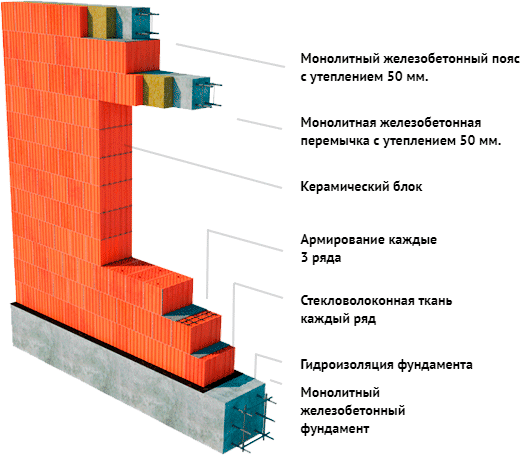 Монолитный железобетонный пояс
с утеплением 50 мм.
Монолитная железобетонная
перемычка с утеплением 50 мм.
Керамический блок
Армирование каждые
3 ряда
Стекловолоконная ткань
каждый ряд
Гидроизоляция фундамента
Монолитный
железобетонный
фундамент